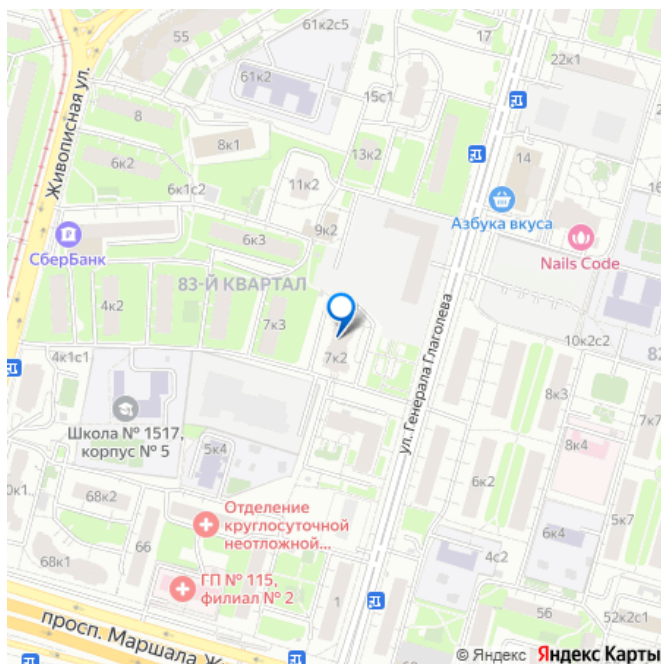 61к2с5
55
17
22к1
61к2
15с1
8
8к1
13к2
14
Живописная ул.
6к2
11к2
6к1с2
Азбука вкуса
9к2
СберБанк
6к3
Nails Code
83-Й КВАРТАЛ
4к2
7к3
ул. Генерала Глаголева
7к2
10к2с2
4к1с1
8к3
Школа № 1517,
корпус № 5
5к4
8к4
6к2
68к2
Отделение
круглосуточной
неотложной...
5к7
6к4
66
68к1
4с2
ГП № 115,
филиал № 2
1
56
52к2с1
просп. Маршала Ж
60
© Яндекс Яндекс Карты